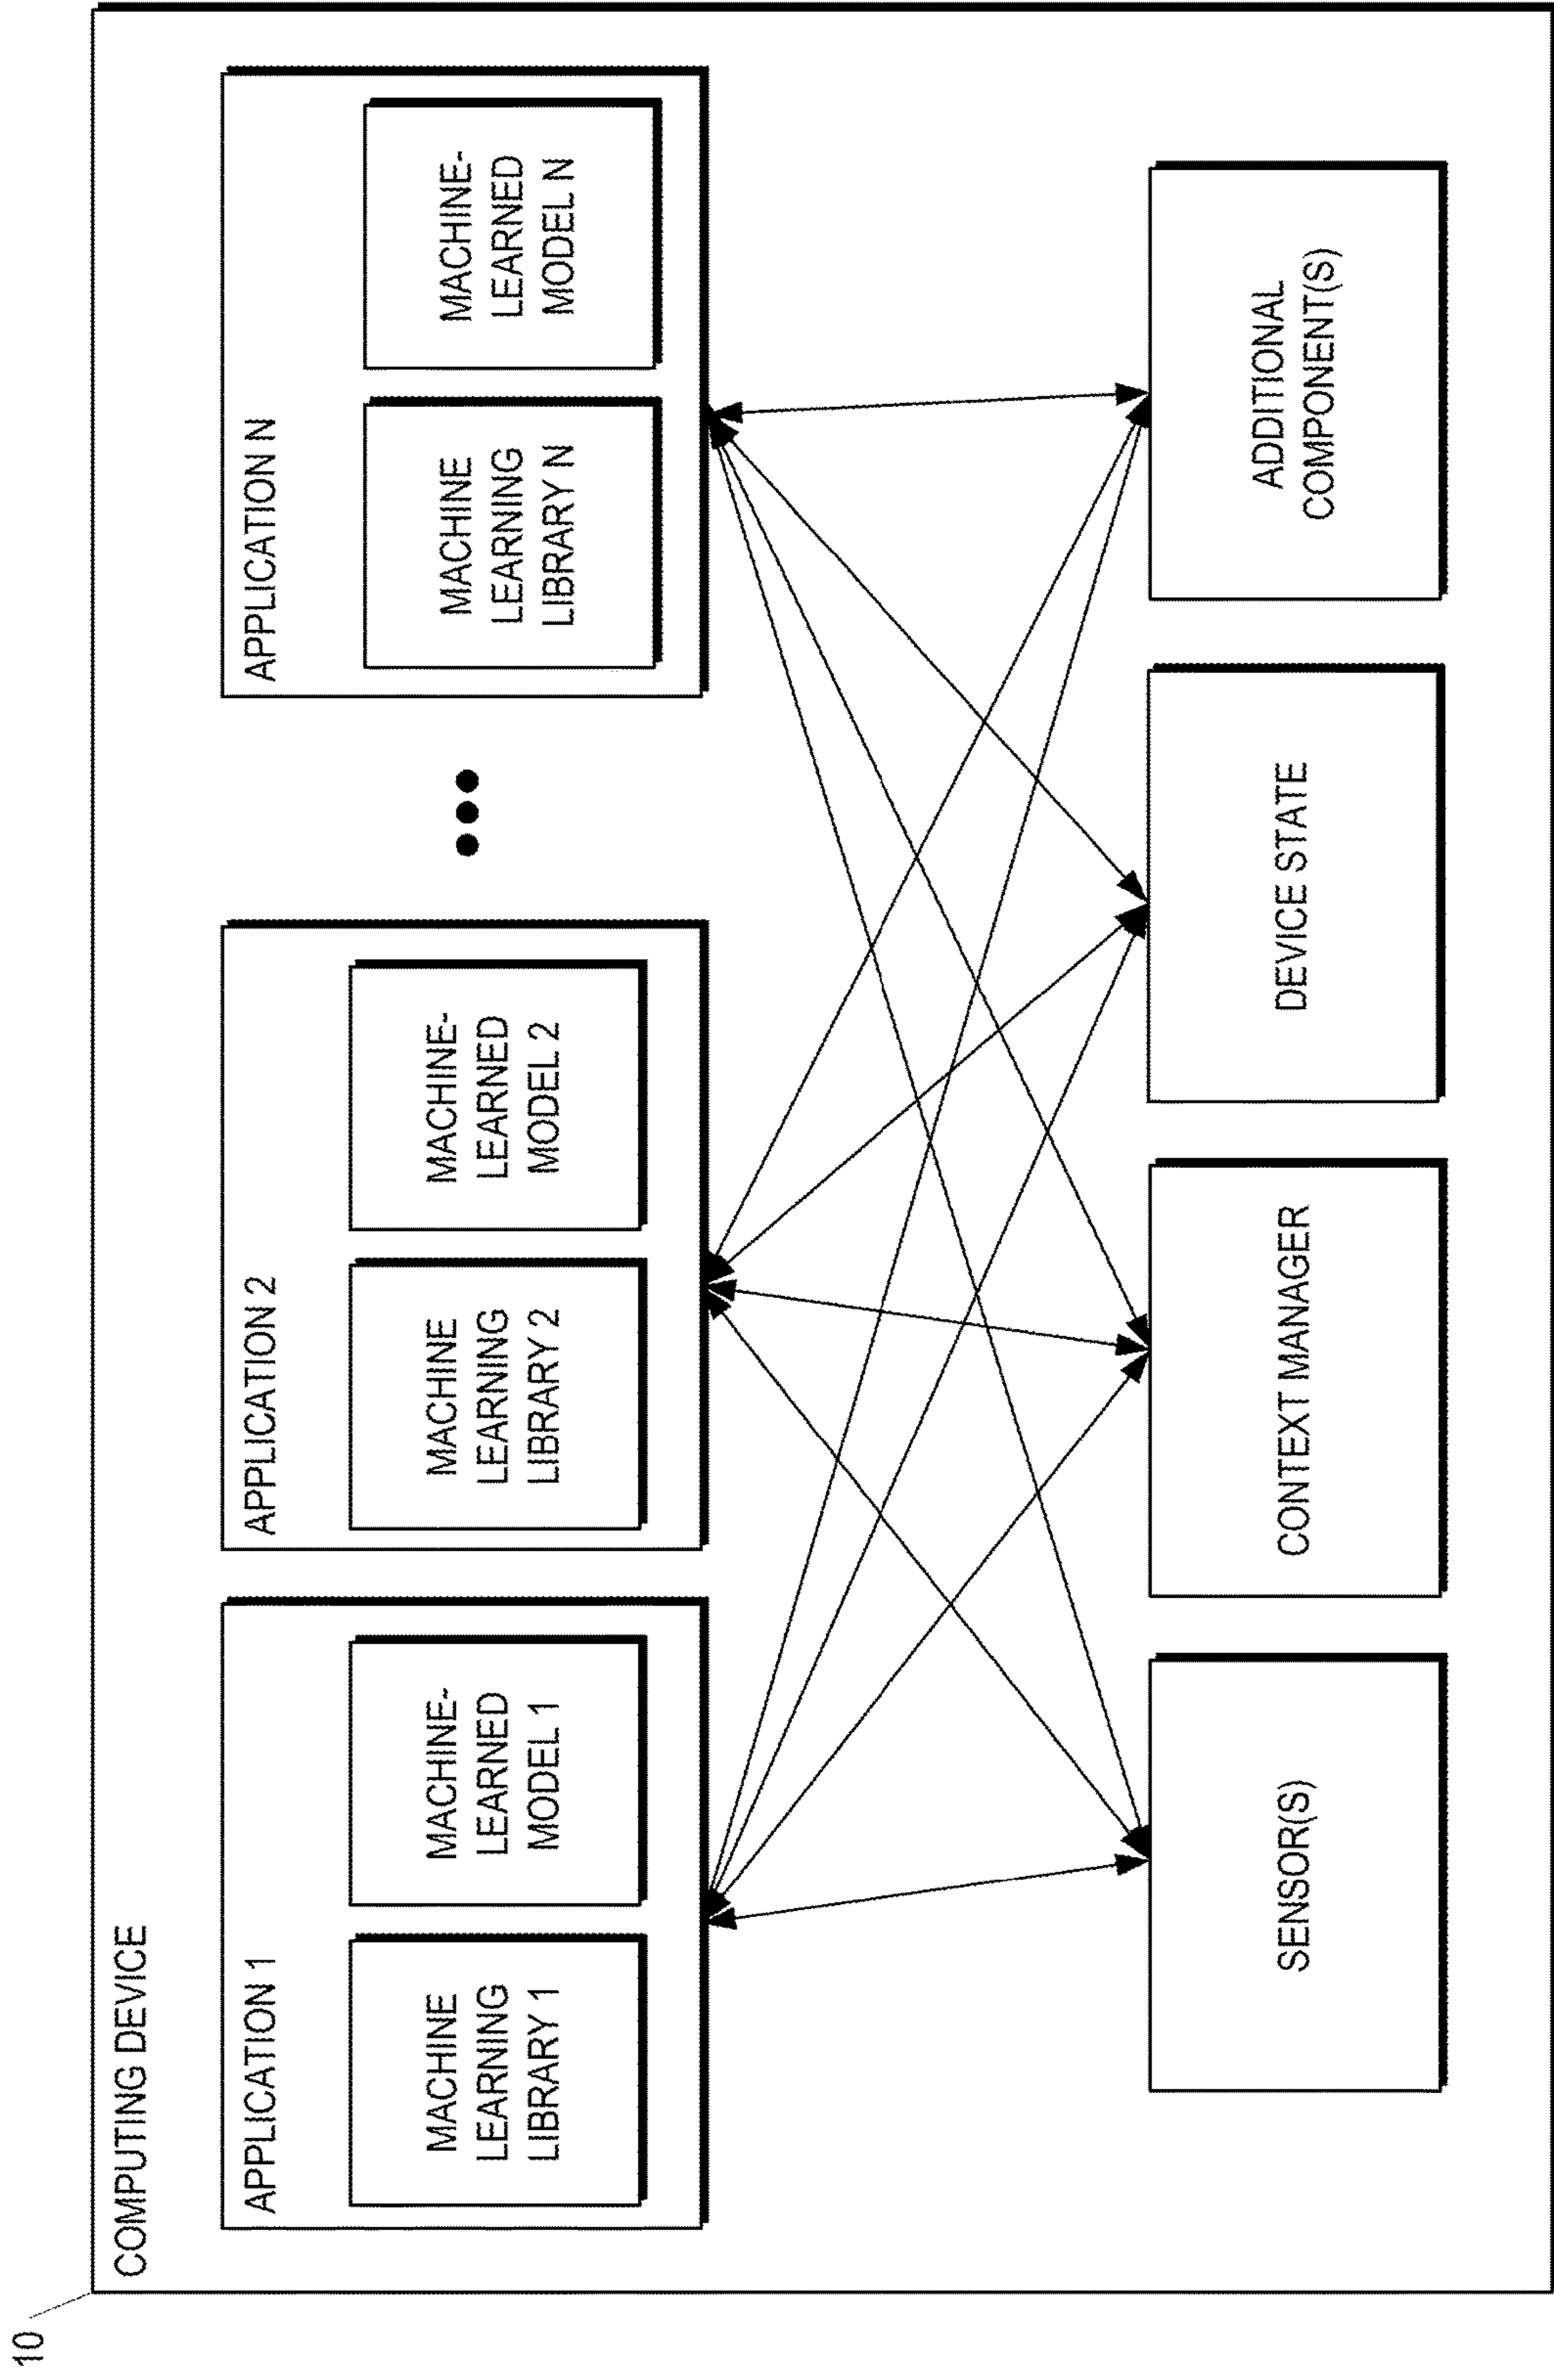 10
COMPUTING DEVICE
APPLICATION 1
MACHINE
LEARNING
LIBRARY 1
MACHINE-
LEARNED
MODEL 1
APPLICATION 2
MACHINE
LEARNING
LIBRARY 2
MACHINE-
LEARNED
MODEL 2
APPLICATION N
MACHINE
LEARNING
LIBRARY N
MACHINE-
LEARNED
MODEL N
SENSOR(S)
CONTEXT MANAGER
DEVICE STATE
ADDITIONAL
COMPONENT(S)